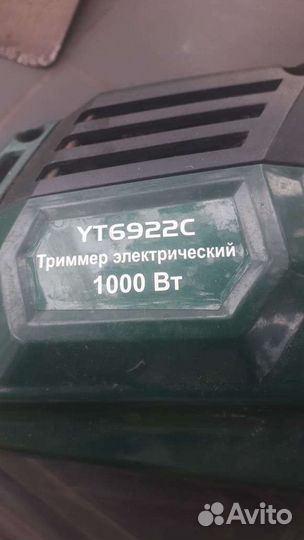 YT6922C
Триммер электрический
1000 Вт
Avito